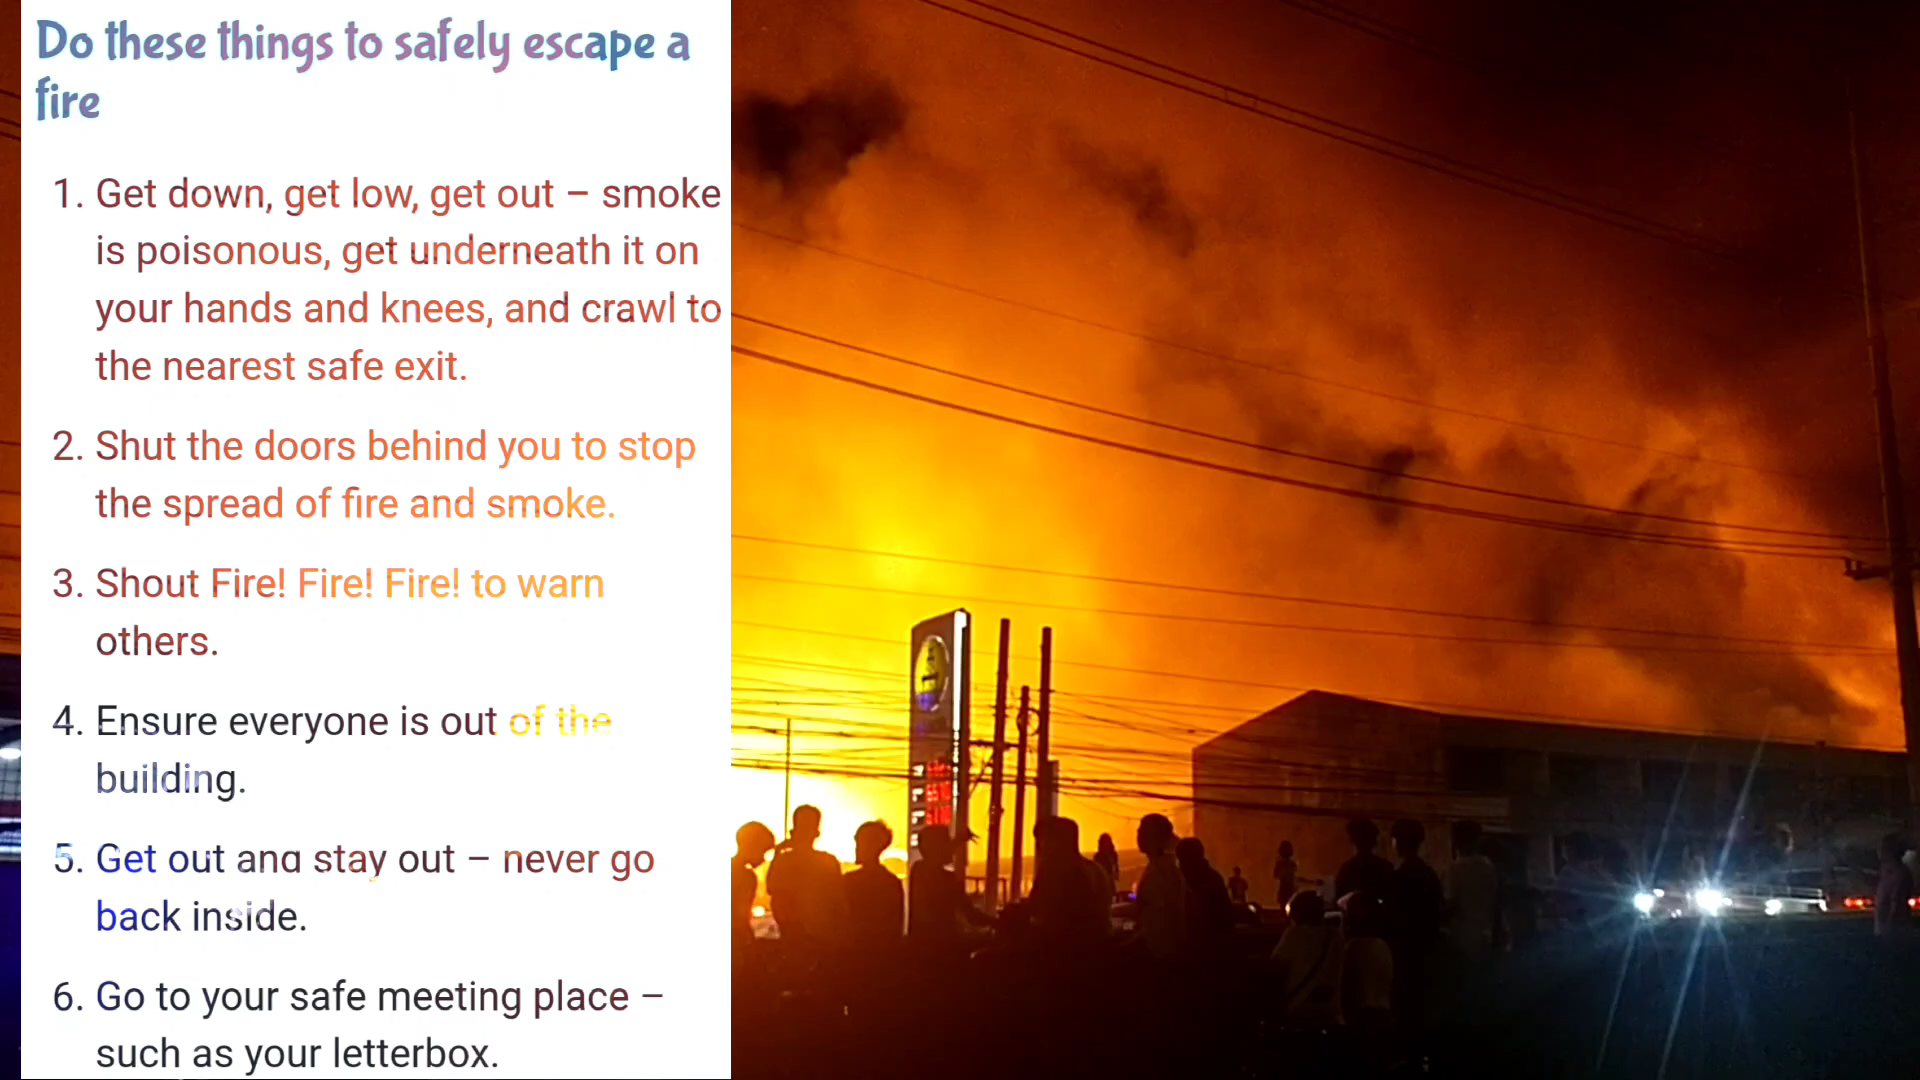 Do these things to safely escape a
fire
1. Get down, get low, get out – smoke
is poisonous, get underneath it on
your hands and knees, and crawl to
the nearest safe exit.
2. Shut the doors behind you to stop
the spread of fire and smoke.
3. Shout Fire! Fire! Fire! to warn
others.
4. Ensure everyone is out of the
building.
5. Get out and stay out – never go
back inside.
6. Go to your safe meeting place –
such as your letterbox.